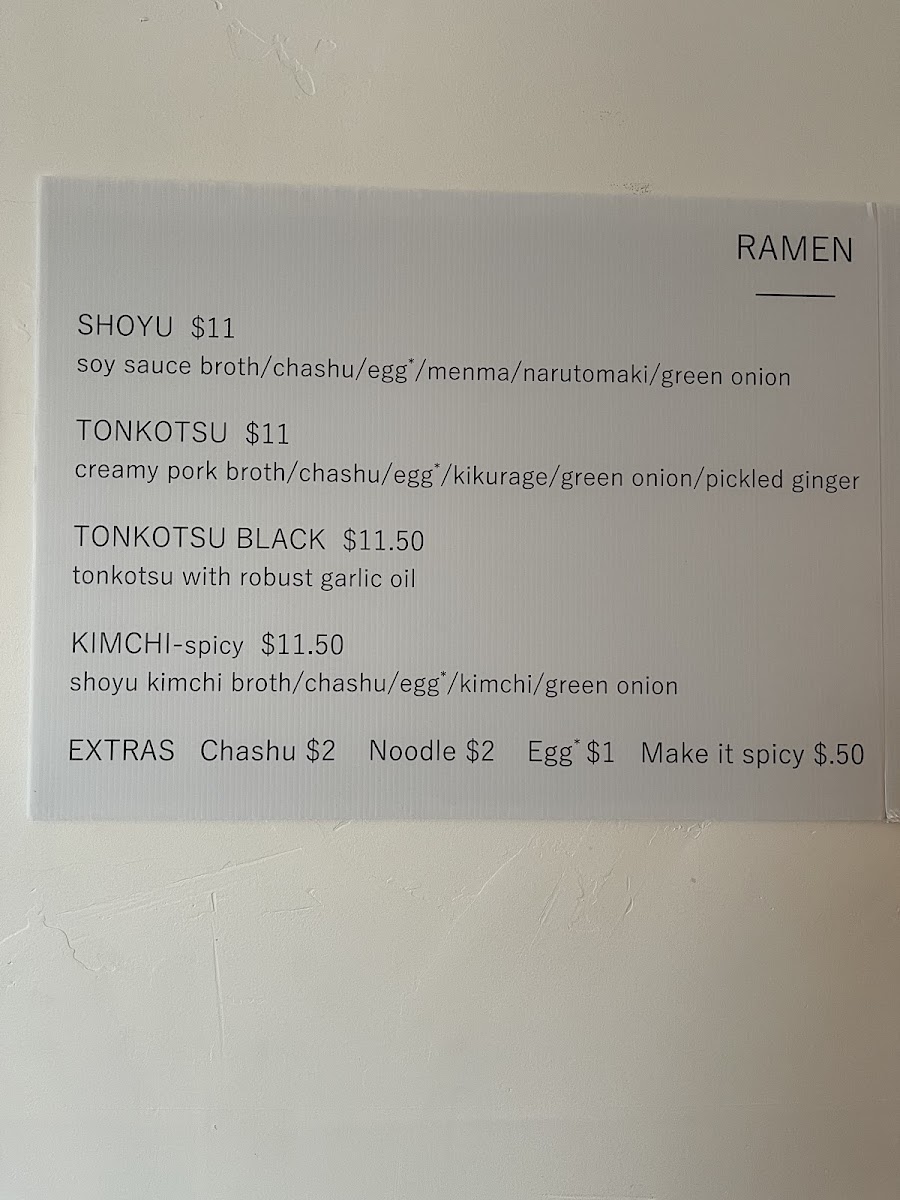 RAMEN
SHOYU $11
soy sauce broth/chashu/egg*/menma/narutomaki/green onion
TONKOTSU $11
creamy pork broth/chashu/egg*/kikurage/green onion/pickled ginger
TONKOTSU BLACK $11.50
tonkotsu with robust garlic oil
KIMCHI-spicy $11.50
shoyu kimchi broth/chashu/egg*/kimchi/green onion
EXTRAS Chashu $2 Noodle $2 Egg* $1 Make it spicy $.50